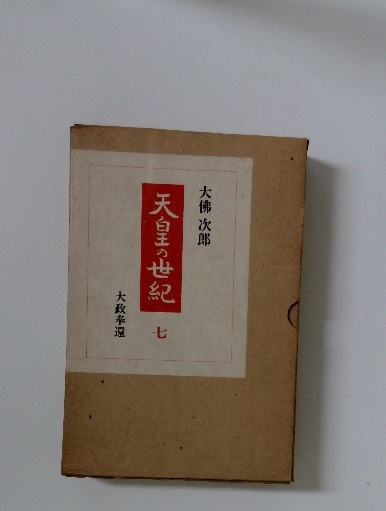 大佛次郎
天皇の世紀
七
大政奉還